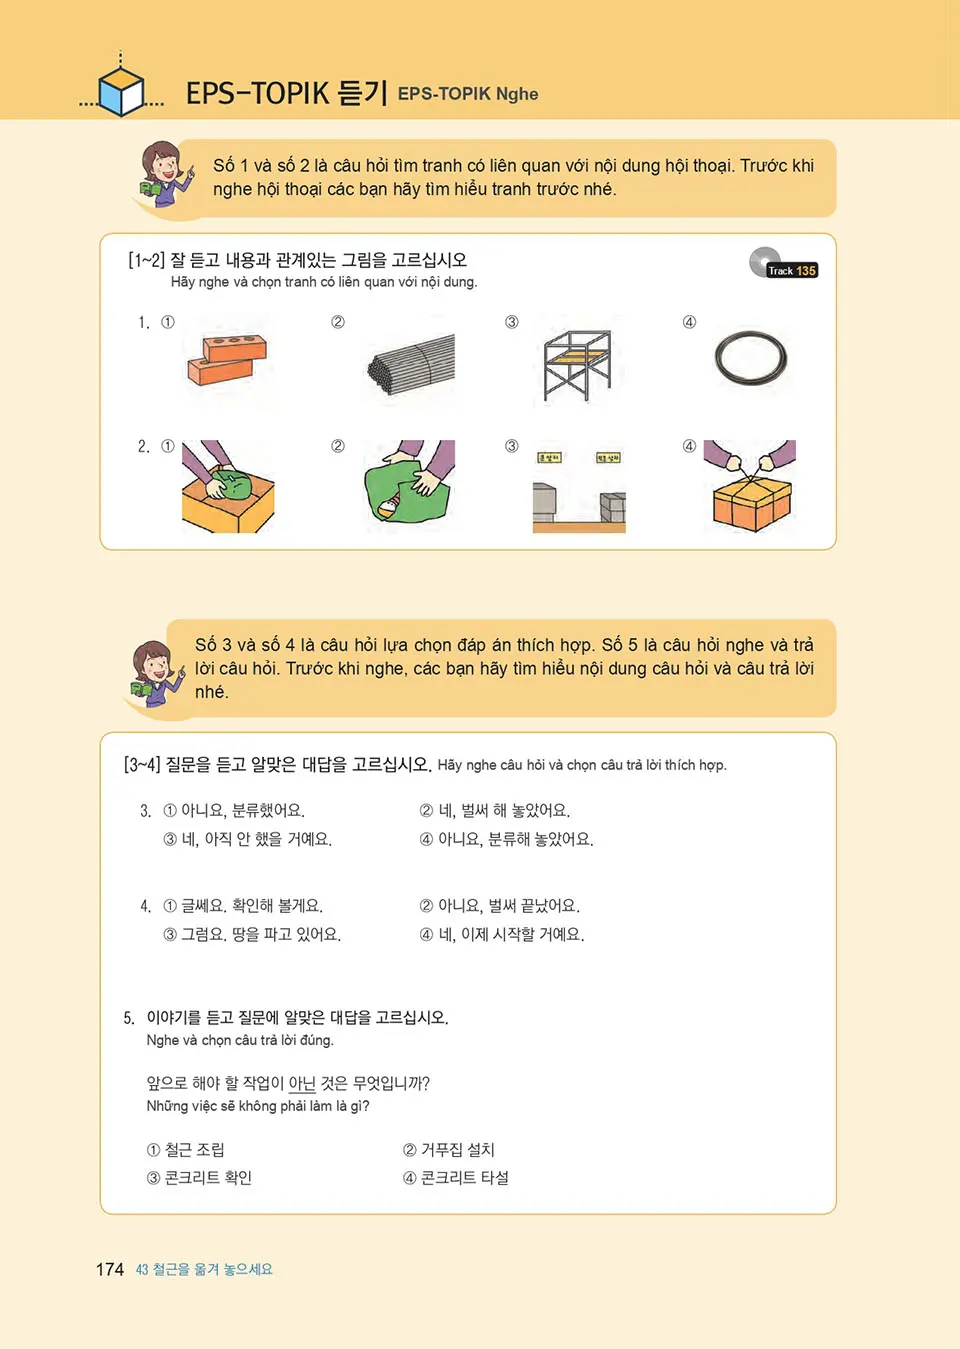 EPS-TOPIK 듣기 EPS-TOPIK Nghe
Số 1 và số 2 là câu hỏi tìm tranh có liên quan với nội dung hội thoại. Trước khi
nghe hội thoại các bạn hãy tìm hiểu tranh trước nhé.
[1~2] 잘 듣고 내용과 관계있는 그림을 고르십시오
Track 135
Hãy nghe và chọn tranh có liên quan với nội dung.
1. ① ② ③ ④
2. ① ② ③ ④
큰 상자 작은 상자
Số 3 và số 4 là câu hỏi lựa chọn đáp án thích hợp. Số 5 là câu hỏi nghe và trả
lời câu hỏi. Trước khi nghe, các bạn hãy tìm hiểu nội dung câu hỏi và câu trả lời
nhé.
[3~4] 질문을 듣고 알맞은 대답을 고르십시오. Hãy nghe câu hỏi và chọn câu trả lời thích hợp.
3. ① 아니요, 분류했어요. ② 네, 벌써 해 놓았어요.
③ 네, 아직 안 했을 거예요. ④ 아니요, 분류해 놓았어요.
4. ① 글쎄요. 확인해 볼게요. ② 아니요, 벌써 끝났어요.
③ 그럼요. 땅을 파고 있어요. ④ 네, 이제 시작할 거예요.
5. 이야기를 듣고 질문에 알맞은 대답을 고르십시오.
Nghe và chọn câu trả lời đúng.
앞으로 해야 할 작업이 아닌 것은 무엇입니까?
Những việc sẽ không phải làm là gì?
① 철근 조립 ② 거푸집 설치
③ 콘크리트 확인 ④ 콘크리트 타설
174 43 철근을 옮겨 놓으세요